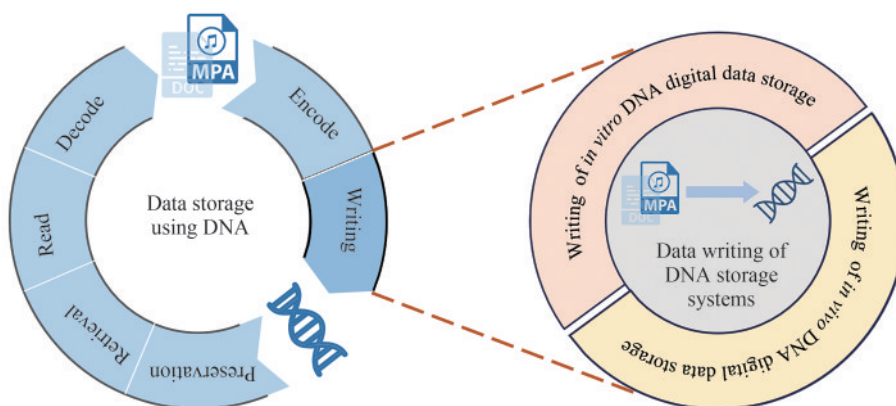 MPA
DOC
Encode
Writing
Preservation
Retrieval
Read
Decode
Data storage
using DNA
Writing of in vitro DNA digital data storage
Writing of in vivo DNA digital data storage
MPA
DOC
Data writing of
DNA storage
systems